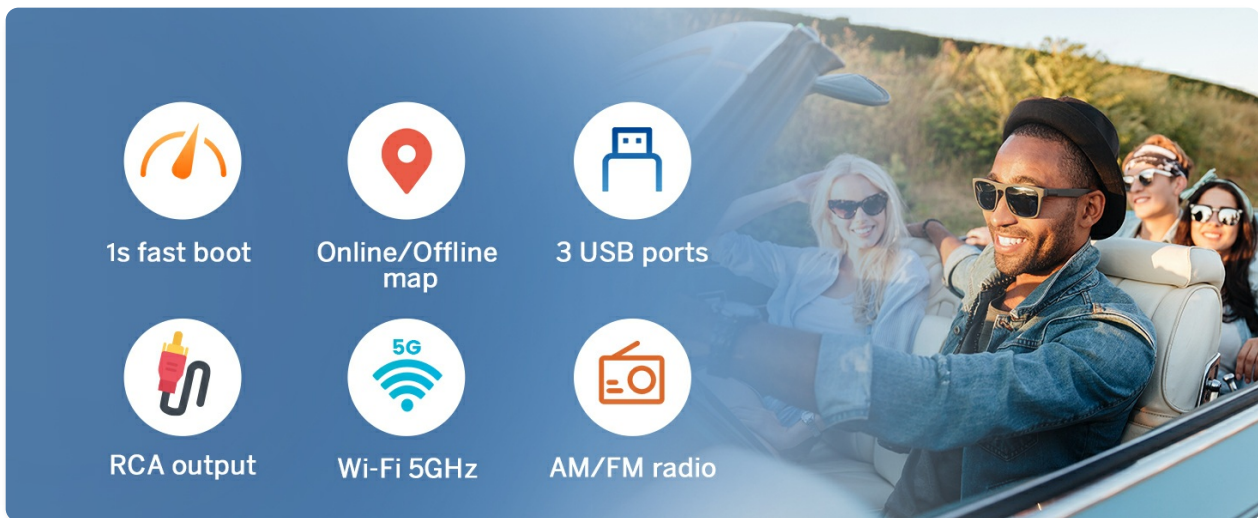 1s fast boot
Online/Offline
map
3 USB ports
5G
RCA output
Wi-Fi 5GHz
AM/FM radio